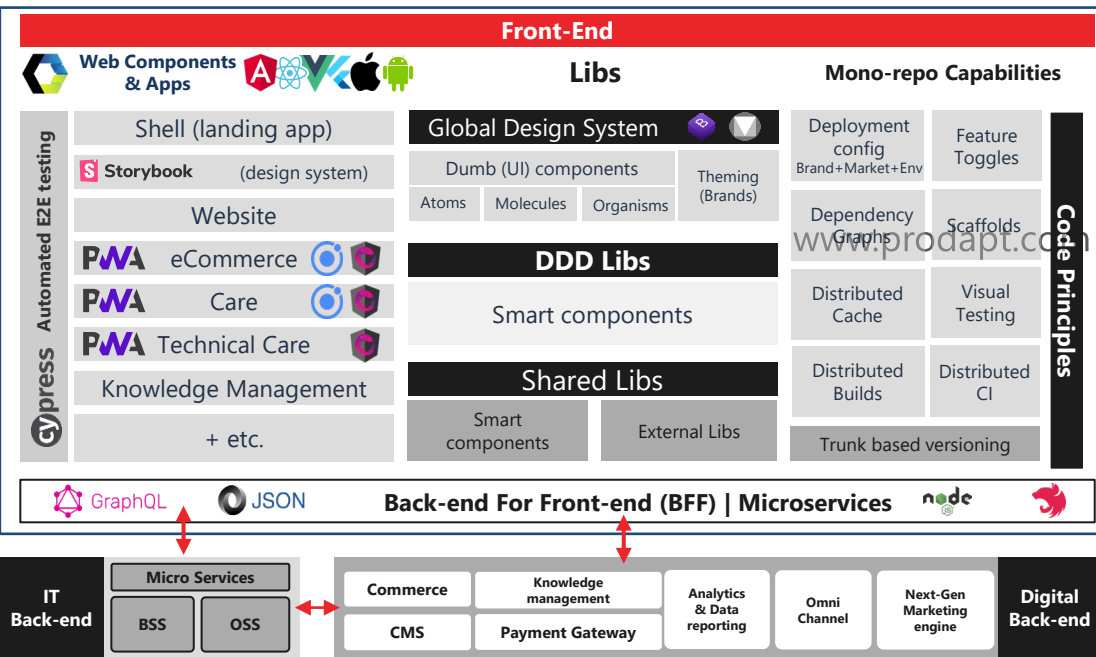 Front-End
Web Components
& Apps
Libs
Mono-repo Capabilities
cypress Automated E2E testing
Shell (landing app)
Storybook (design system)
Website
PWA eCommerce
PWA Care
PWA Technical Care
Knowledge Management
+ etc.
Global Design System
B
Dumb (UI) components
Atoms
Molecules
Organisms
Theming
(Brands)
DDD Libs
Smart components
Shared Libs
Smart
components
External Libs
Deployment
config
Brand+Market+Env
Feature
Toggles
Dependency
Graphs
Scaffolds
www.prodapt.com
Distributed
Cache
Visual
Testing
Distributed
Builds
Distributed
CI
Trunk based versioning
Code Principles
GraphQL
JSON
Back-end For Front-end (BFF) | Microservices
node
JS
IT
Back-end
Micro Services
BSS
OSS
Commerce
CMS
Knowledge
management
Payment Gateway
Analytics
& Data
reporting
Omni
Channel
Next-Gen
Marketing
engine
Digital
Back-end